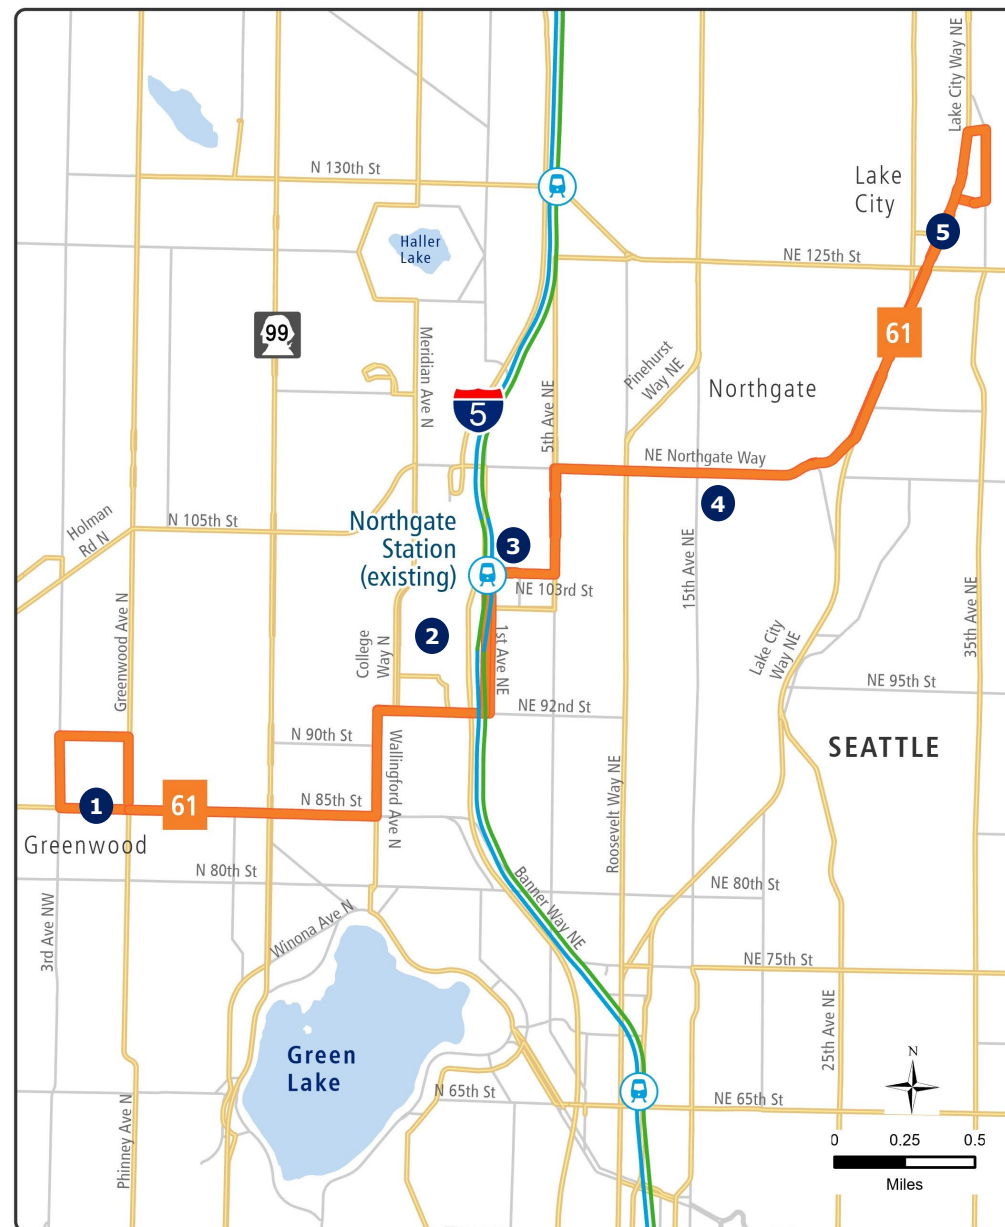 Lake City Way NE
N 130th St
Lake
City
Haller
Lake
5
NE 125th St
99
Meridian Ave N
61
Pinehurst
Way NE
Northgate
5
5th Ave NE
NE Northgate Way
4
Holman
Rd N
N 105th St
Northgate
Station
(existing)
3
NE 103rd St
15th Ave NE
35th Ave NE
Greenwood Ave N
College
Way N
2
1st Ave NE
Lake City
Way NE
NE 95th St
NE 92nd St
N 90th St
SEATTLE
Wallingford Ave N
1
61
N 85th St
Roosevelt Way NE
Greenwood
N 80th St
Banner Way NE
NE 80th St
3rd Ave NW
Winona Ave N
NE 75th St
Green
Lake
25th Ave NE
N
N 65th St
NE 65th St
Phinney Ave N
0 0.25 0.5
Miles